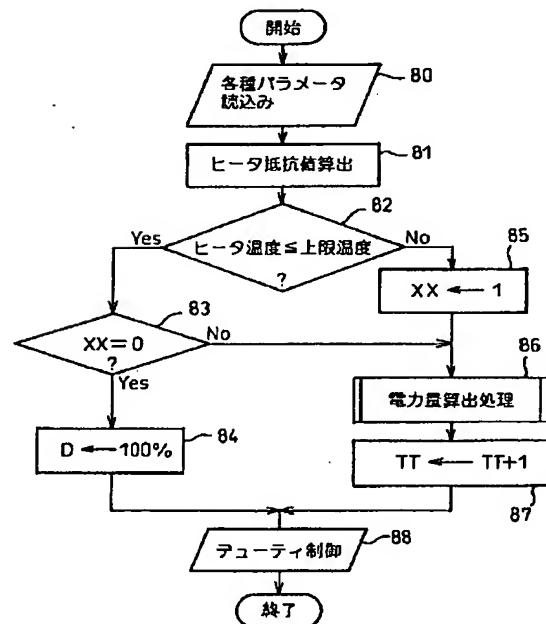 開始
各種パラメータ
読込み
80
ヒータ抵抗値算出
81
82
ヒータ温度≦上限温度
?
Yes
No
85
XX ← 1
83
XX=0
?
No
Yes
86
電力量算出処理
D ← 100%
84
TT ← TT+1
87
デューティ制御
88
終了